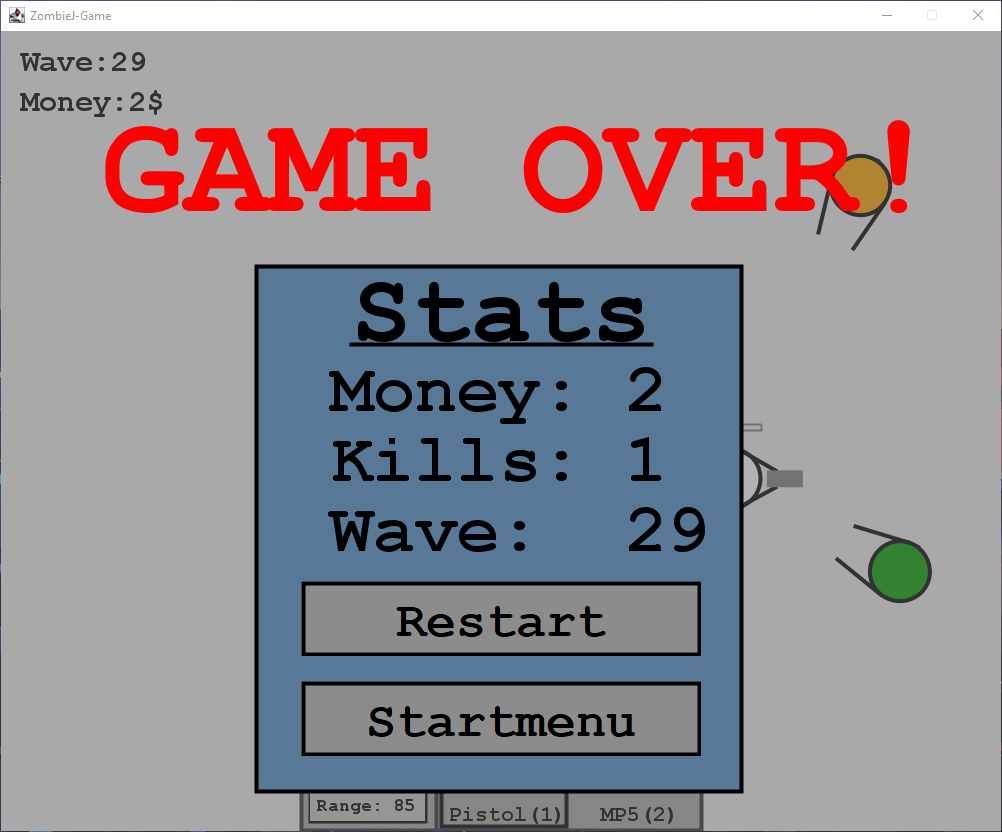 ZombieJ-Game
Wave:29
Money:2$
GAME OVER!
Stats
Money: 2
Kills: 1
Wave: 29
Restart
Startmenu
Range: 85
Pistol(1)
MP5(2)